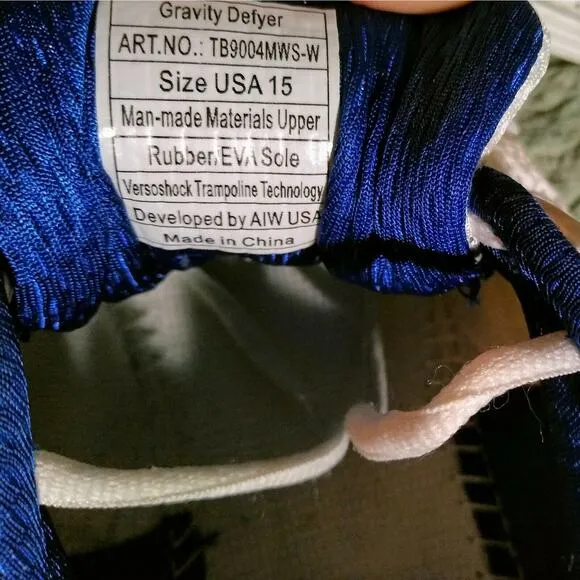 Gravity Defyer
ART.NO.: TB9004MWS-W
Size USA 15
Man-made Materials Upper
Rubber/EVA Sole
Versoshock Trampoline Technology
Developed by AIW USA
Made in China